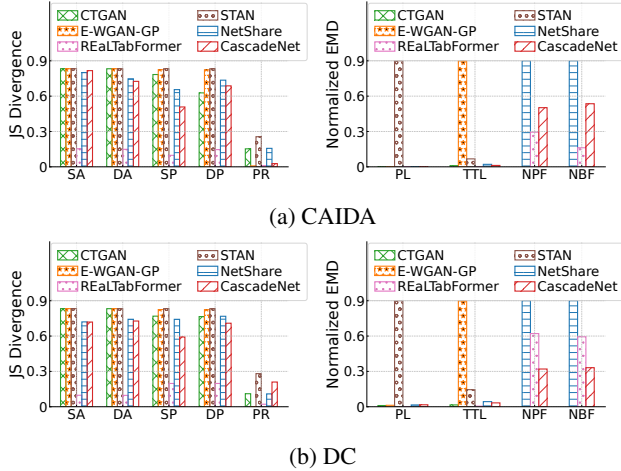 CTGAN STAN
E-WGAN-GP NetShare
REaLTabFormer CascadeNet
JS Divergence
0.9
0.6
0.3
0
SA DA SP DP PR
CTGAN STAN
E-WGAN-GP NetShare
REaLTabFormer CascadeNet
Normalized EMD
0.9
0.6
0.3
0
PL TTL NPF NBF
(a) CAIDA
CTGAN STAN
E-WGAN-GP NetShare
REaLTabFormer CascadeNet
JS Divergence
0.9
0.6
0.3
0
SA DA SP DP PR
CTGAN STAN
E-WGAN-GP NetShare
REaLTabFormer CascadeNet
Normalized EMD
0.9
0.6
0.3
0
PL TTL NPF NBF
(b) DC